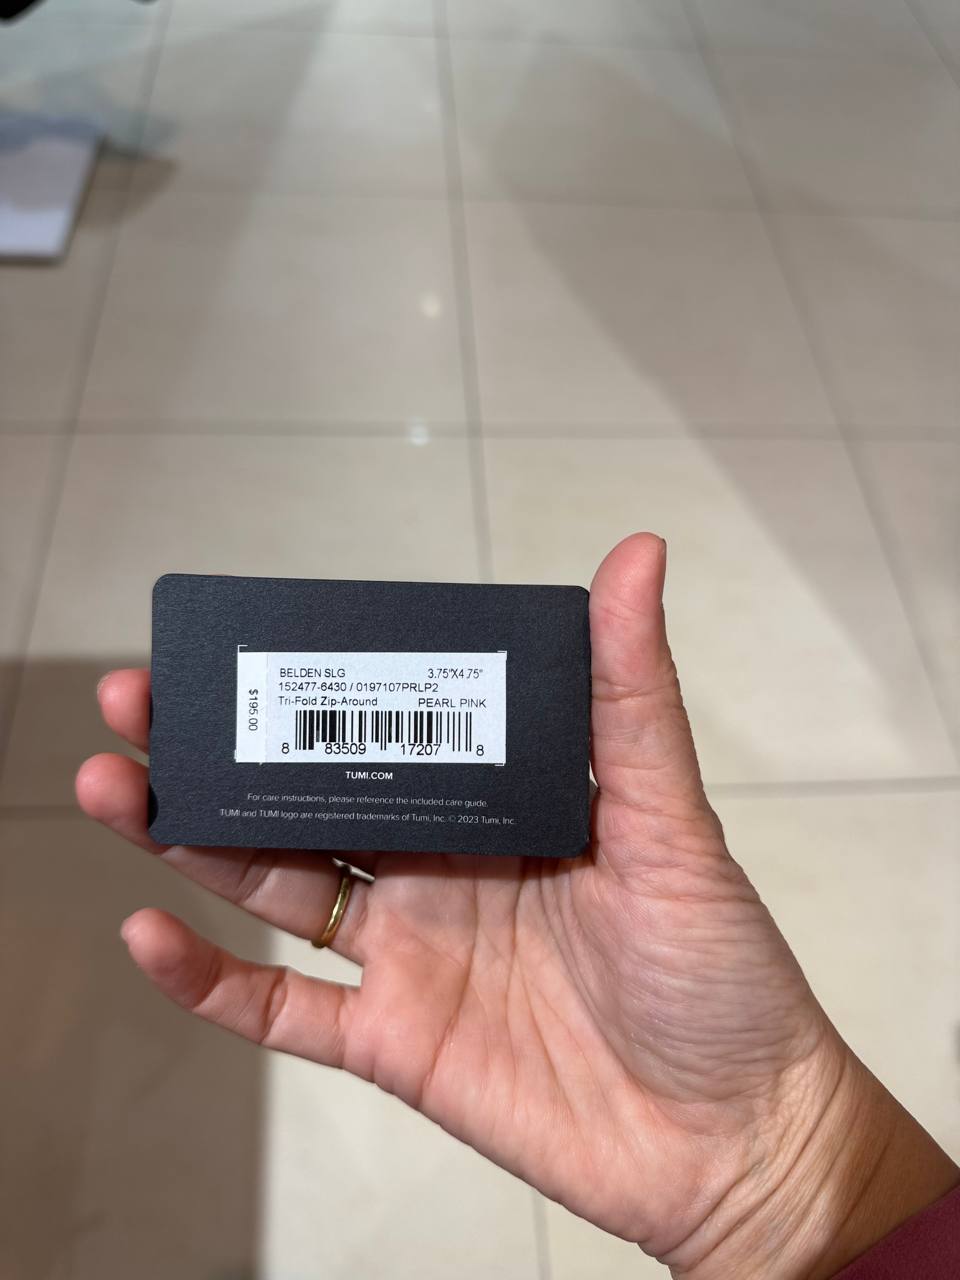 BELDEN SLG 3.75"X4.75"
152477-6430 / 0197107PRLP2
Tri-Fold Zip-Around PEARL PINK
$195.00
8 83509 17207 8
TUMI.COM
For care instructions, please reference the included care guide.
TUMI and TUMI logo are registered trademarks of Tumi, Inc. © 2023 Tumi, Inc.